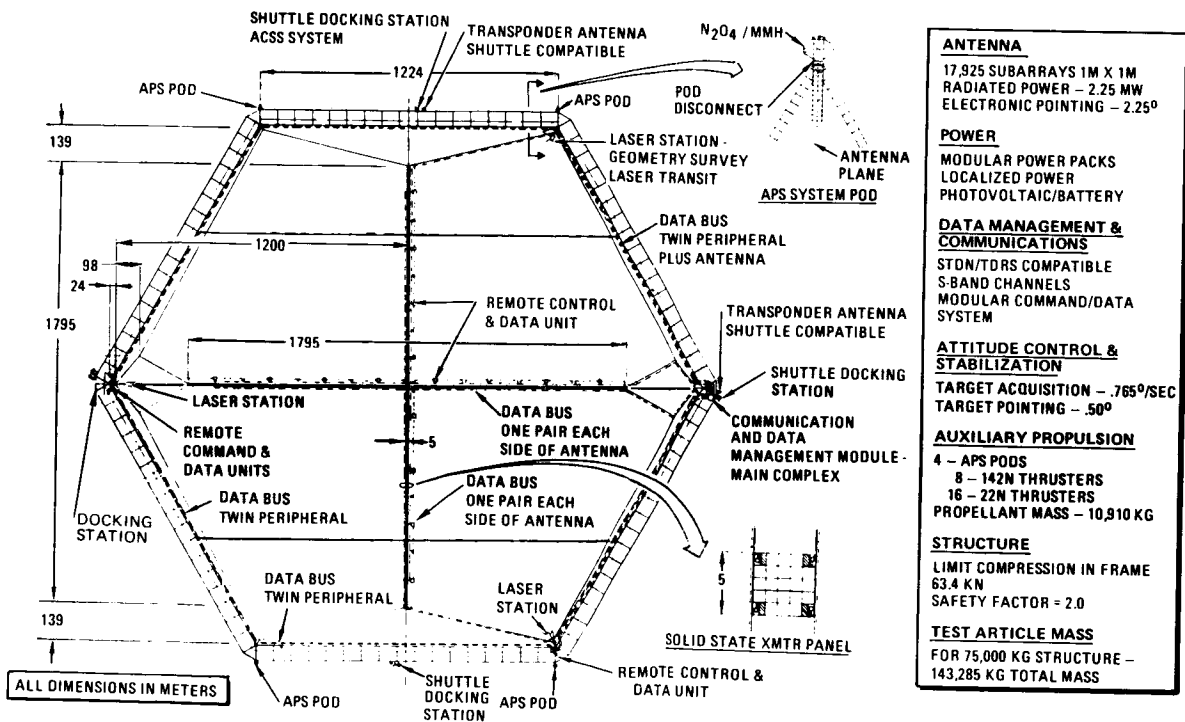 SHUTTLE DOCKING STATION
ACSS SYSTEM
TRANSPONDER ANTENNA
SHUTTLE COMPATIBLE
1224
APS POD
APS POD
139
LASER STATION -
GEOMETRY SURVEY
LASER TRANSIT
N2O4/MMH
POD
DISCONNECT
ANTENNA
PLANE
APS SYSTEM POD
DATA BUS
TWIN PERIPHERAL
PLUS ANTENNA
1200
98
24
1795
REMOTE CONTROL
& DATA UNIT
TRANSPONDER ANTENNA
SHUTTLE COMPATIBLE
1795
SHUTTLE DOCKING
STATION
LASER STATION
DATA BUS
ONE PAIR EACH
SIDE OF ANTENNA
COMMUNICATION
AND DATA
MANAGEMENT MODULE -
MAIN COMPLEX
REMOTE
COMMAND &
DATA UNITS
5
DATA BUS
ONE PAIR EACH
SIDE OF ANTENNA
DATA BUS
TWIN PERIPHERAL
DOCKING
STATION
DATA BUS
TWIN PERIPHERAL
LASER
STATION
5
SOLID STATE XMTR PANEL
139
REMOTE CONTROL &
DATA UNIT
ALL DIMENSIONS IN METERS
APS POD
SHUTTLE
DOCKING
STATION
APS POD
ANTENNA
17,925 SUBARRAYS 1M X 1M
RADIATED POWER – 2.25 MW
ELECTRONIC POINTING – 2.25⁰
POWER
MODULAR POWER PACKS
LOCALIZED POWER
PHOTOVOLTAIC/BATTERY
DATA MANAGEMENT &
COMMUNICATIONS
STDN/TDRS COMPATIBLE
S-BAND CHANNELS
MODULAR COMMAND/DATA
SYSTEM
ATTITUDE CONTROL &
STABILIZATION
TARGET ACQUISITION – .765⁰/SEC
TARGET POINTING – .50⁰
AUXILIARY PROPULSION
4 – APS PODS
8 – 142N THRUSTERS
16 – 22N THRUSTERS
PROPELLANT MASS – 10,910 KG
STRUCTURE
LIMIT COMPRESSION IN FRAME
63.4 KN
SAFETY FACTOR = 2.0
TEST ARTICLE MASS
FOR 75,000 KG STRUCTURE –
143,285 KG TOTAL MASS